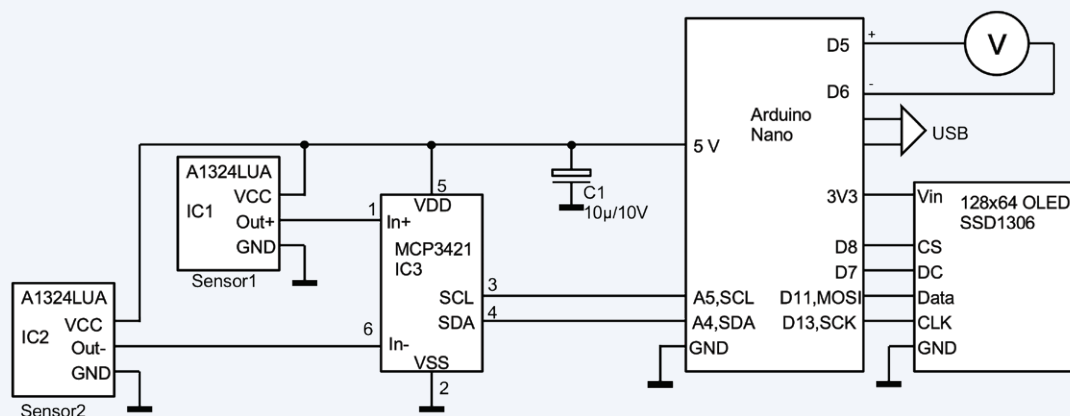 A1324LUA
VCC
IC1
Out+
GND
Sensor1
A1324LUA
VCC
IC2
Out-
GND
Sensor2
5
VDD
1
In+
MCP3421
IC3
SCL
3
SDA
4
6
In-
VSS
2
C1
10µ/10V
D5
+
V
D6
-
Arduino
Nano
USB
5 V
3V3
D8
D7
A5,SCL
D11,MOSI
A4,SDA
D13,SCK
GND
Vin
128x64 OLED
SSD1306
CS
DC
Data
CLK
GND